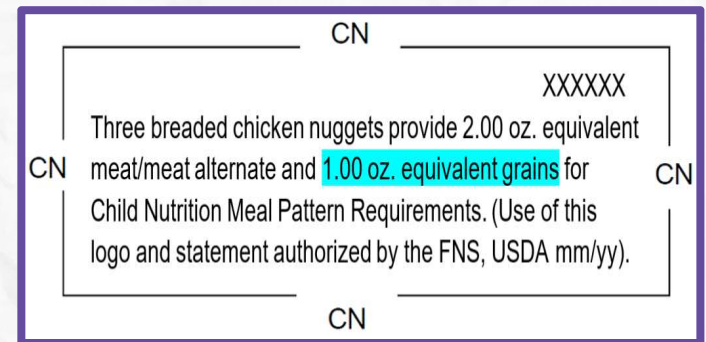 CN
XXXXXX
Three breaded chicken nuggets provide 2.00 oz. equivalent
CN meat/meat alternate and 1.00 oz. equivalent grains for CN
Child Nutrition Meal Pattern Requirements. (Use of this
logo and statement authorized by the FNS, USDA mm/yy).
CN